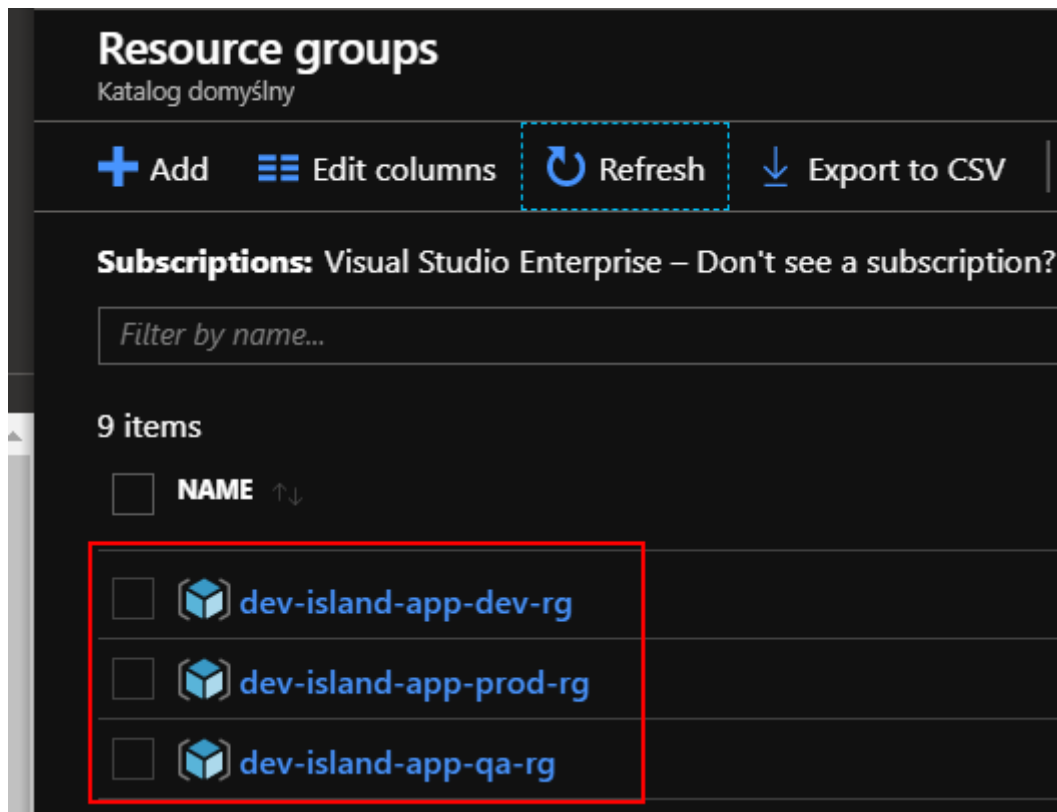 Resource groups
Katalog domyślny
Add Edit columns Refresh Export to CSV
Subscriptions: Visual Studio Enterprise – Don't see a subscription?
Filter by name...
9 items
NAME
dev-island-app-dev-rg
dev-island-app-prod-rg
dev-island-app-qa-rg